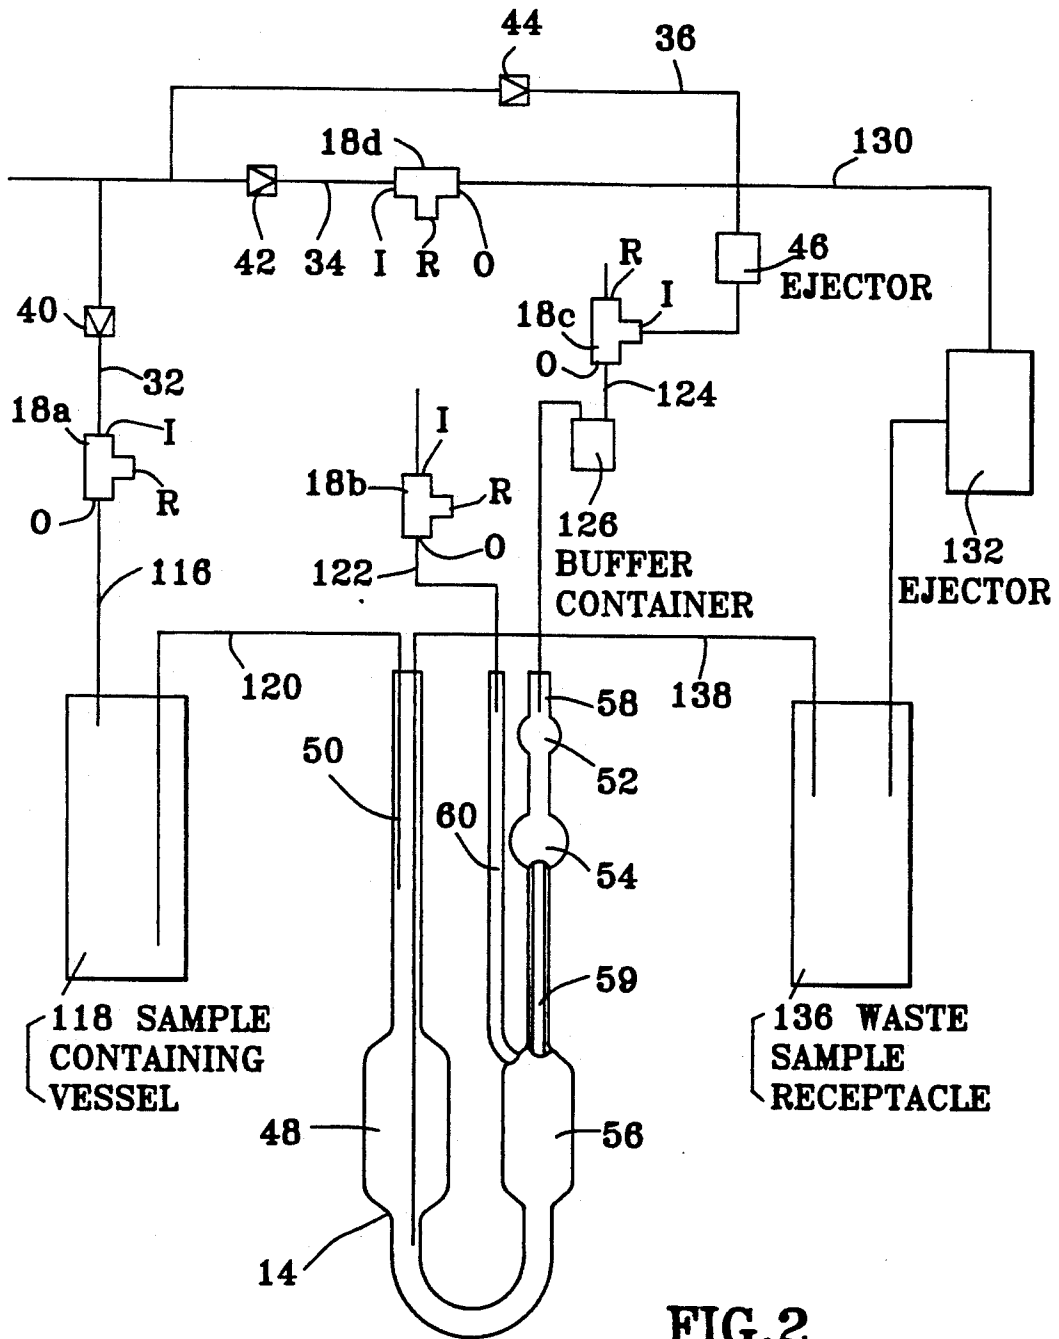 44
36
18d
130
42
34
I
R
O
R
46
EJECTOR
I
18c
O
40
32
124
18a
I
I
R
O
18b
R
O
126
BUFFER
CONTAINER
132
EJECTOR
116
122
120
138
58
50
52
60
54
59
118 SAMPLE
CONTAINING
VESSEL
136 WASTE
SAMPLE
RECEPTACLE
48
56
14
FIG.2